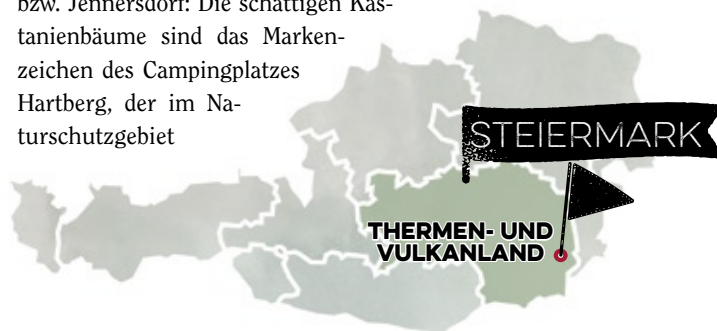 bzw. Jennersdorf: Die schattigen Kas-
tanienbäume sind das Marken-
zeichen des Campingplatzes
Hartberg, der im Na-
turschutzgebiet
STEIERMARK
THERMEN- UND
VULKANLAND